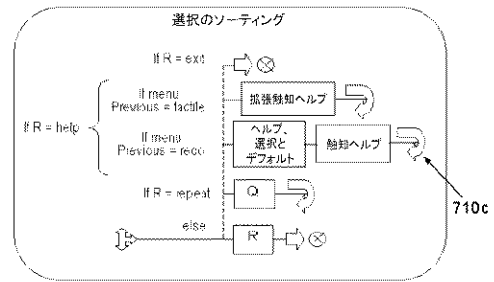 選択のソーティング
If R = exit
If menu
Previous = tactile
拡張触知ヘルプ
If R = help
If menu
Previous = reco
ヘルプ、
選択と
デフォルト
触知ヘルプ
If R = repeat
Q
710c
else
R